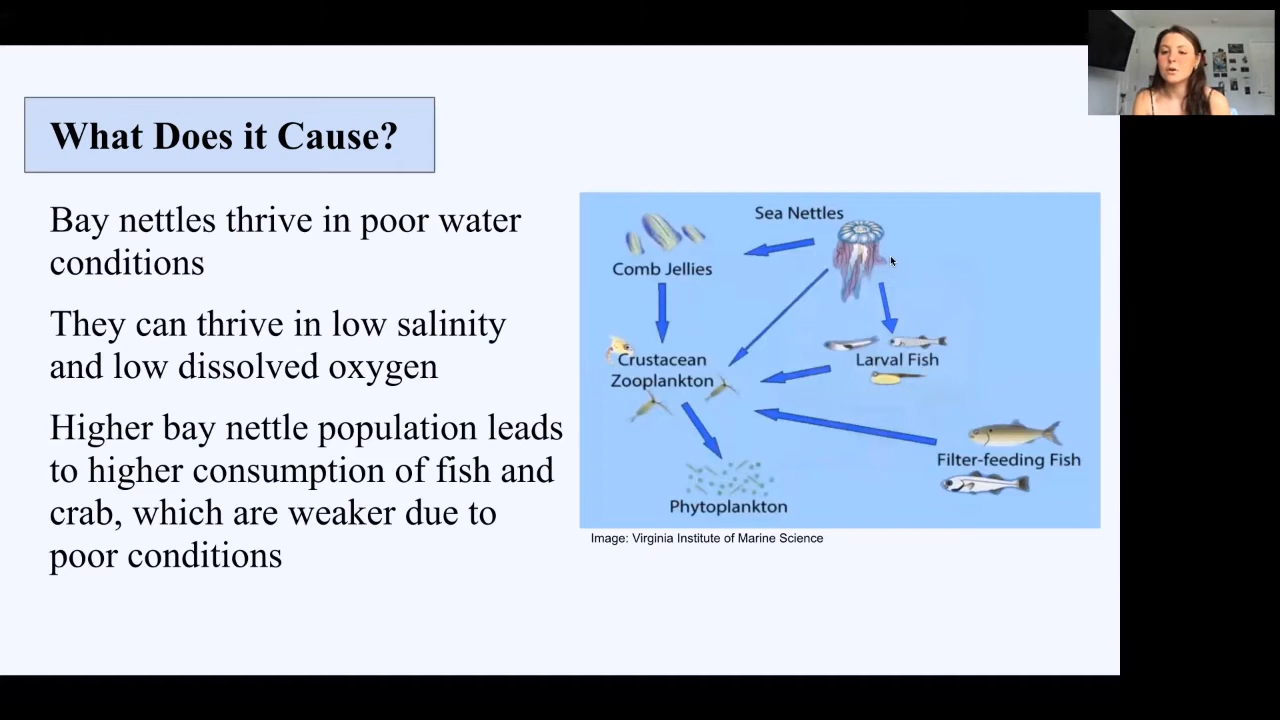 What Does it Cause?
Bay nettles thrive in poor water
conditions
They can thrive in low salinity
and low dissolved oxygen
Higher bay nettle population leads
to higher consumption of fish and
crab, which are weaker due to
poor conditions
Sea Nettles
Comb Jellies
Crustacean
Zooplankton
Larval Fish
Filter-feeding Fish
Phytoplankton
Image: Virginia Institute of Marine Science